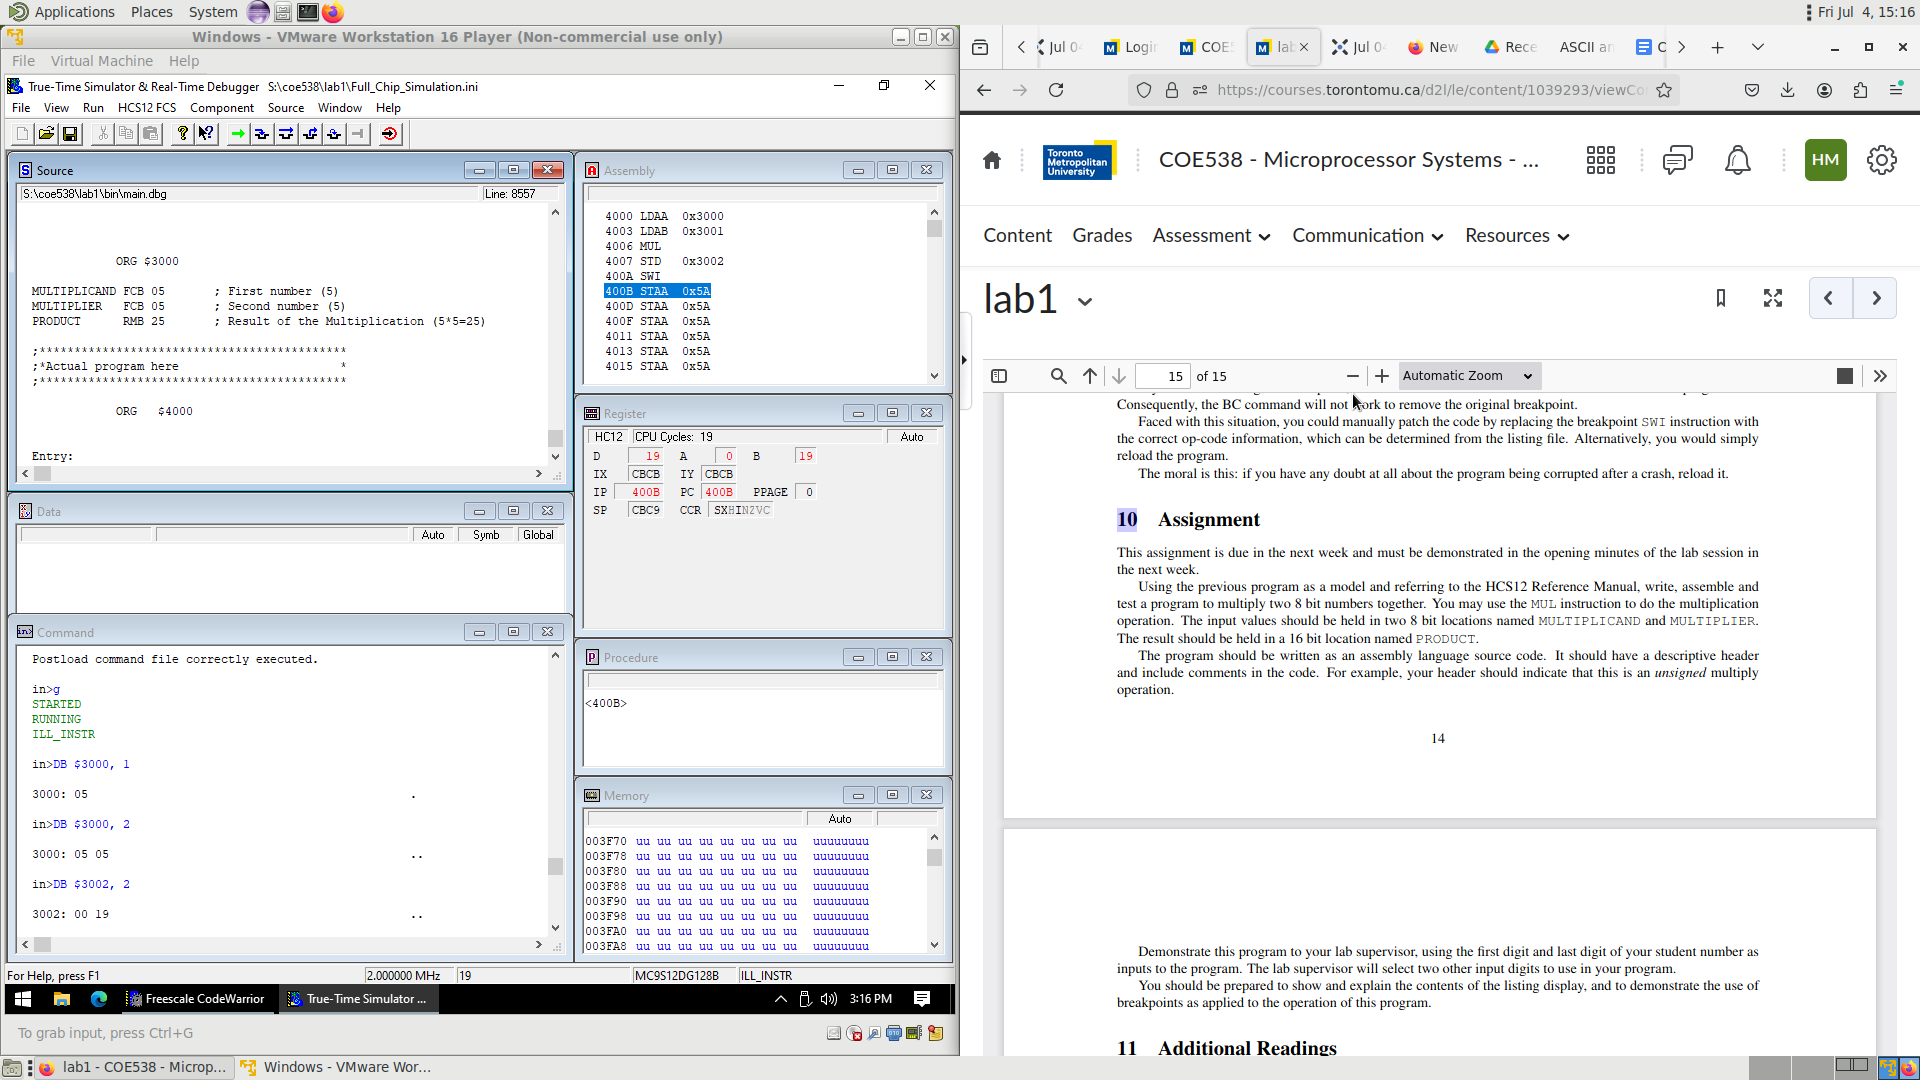 Applications Places System
Fri Jul 4, 15:16
Windows - VMware Workstation 16 Player (Non-commercial use only)
File Virtual Machine Help
True-Time Simulator & Real-Time Debugger S:\coe538\lab1\Full_Chip_Simulation.ini
File View Run HCS12 FCS Component Source Window Help
Source
S:\coe538\lab1\bin\main.dbg
Line: 8557
ORG $3000
MULTIPLICAND FCB 05 ; First number (5)
MULTIPLIER FCB 05 ; Second number (5)
PRODUCT RMB 25 ; Result of the Multiplication (5*5=25)
;********************************************
;*Actual program here *
;********************************************
ORG $4000
Entry:
Data
Auto Symb Global
Command
Postload command file correctly executed.
in>g
STARTED
RUNNING
ILL_INSTR
in>DB $3000, 1
3000: 05 .
in>DB $3000, 2
3000: 05 05 ..
in>DB $3002, 2
3002: 00 19 ..
Assembly
4000 LDAA 0x3000
4003 LDAB 0x3001
4006 MUL
4007 STD 0x3002
400A SWI
400B STAA 0x5A
400D STAA 0x5A
400F STAA 0x5A
4011 STAA 0x5A
4013 STAA 0x5A
4015 STAA 0x5A
Register
HC12 CPU Cycles: 19 Auto
D 19 A 0 B 19
IX CBCB IY CBCB
IP 400B PC 400B PPAGE 0
SP CBC9 CCR SXHINZVC
Procedure
<400B>
Memory
Auto
003F70 uu uu uu uu uu uu uu uu uuuuuuuu
003F78 uu uu uu uu uu uu uu uu uuuuuuuu
003F80 uu uu uu uu uu uu uu uu uuuuuuuu
003F88 uu uu uu uu uu uu uu uu uuuuuuuu
003F90 uu uu uu uu uu uu uu uu uuuuuuuu
003F98 uu uu uu uu uu uu uu uu uuuuuuuu
003FA0 uu uu uu uu uu uu uu uu uuuuuuuu
003FA8 uu uu uu uu uu uu uu uu uuuuuuuu
For Help, press F1
2.000000 MHz 19 MC9S12DG128B ILL_INSTR
Freescale CodeWarrior
True-Time Simulator ...
3:16 PM
To grab input, press Ctrl+G
lab1 - COE538 - Microp...
Windows - VMware Wor...
Jul 0 Login COE lab Jul 0 New Rece ASCII an C
https://courses.torontomu.ca/d2l/le/content/1039293/viewCo
Toronto Metropolitan University
COE538 - Microprocessor Systems - ...
HM
Content Grades Assessment Communication Resources
lab1
15 of 15
Automatic Zoom
Consequently, the BC command will not work to remove the original breakpoint.
Faced with this situation, you could manually patch the code by replacing the breakpoint SWI instruction with
the correct op-code information, which can be determined from the listing file. Alternatively, you would simply
reload the program.
The moral is this: if you have any doubt at all about the program being corrupted after a crash, reload it.
10 Assignment
This assignment is due in the next week and must be demonstrated in the opening minutes of the lab session in
the next week.
Using the previous program as a model and referring to the HCS12 Reference Manual, write, assemble and
test a program to multiply two 8 bit numbers together. You may use the MUL instruction to do the multiplication
operation. The input values should be held in two 8 bit locations named MULTIPLICAND and MULTIPLIER.
The result should be held in a 16 bit location named PRODUCT.
The program should be written as an assembly language source code. It should have a descriptive header
and include comments in the code. For example, your header should indicate that this is an unsigned multiply
operation.
14
Demonstrate this program to your lab supervisor, using the first digit and last digit of your student number as
inputs to the program. The lab supervisor will select two other input digits to use in your program.
You should be prepared to show and explain the contents of the listing display, and to demonstrate the use of
breakpoints as applied to the operation of this program.
11 Additional Readings